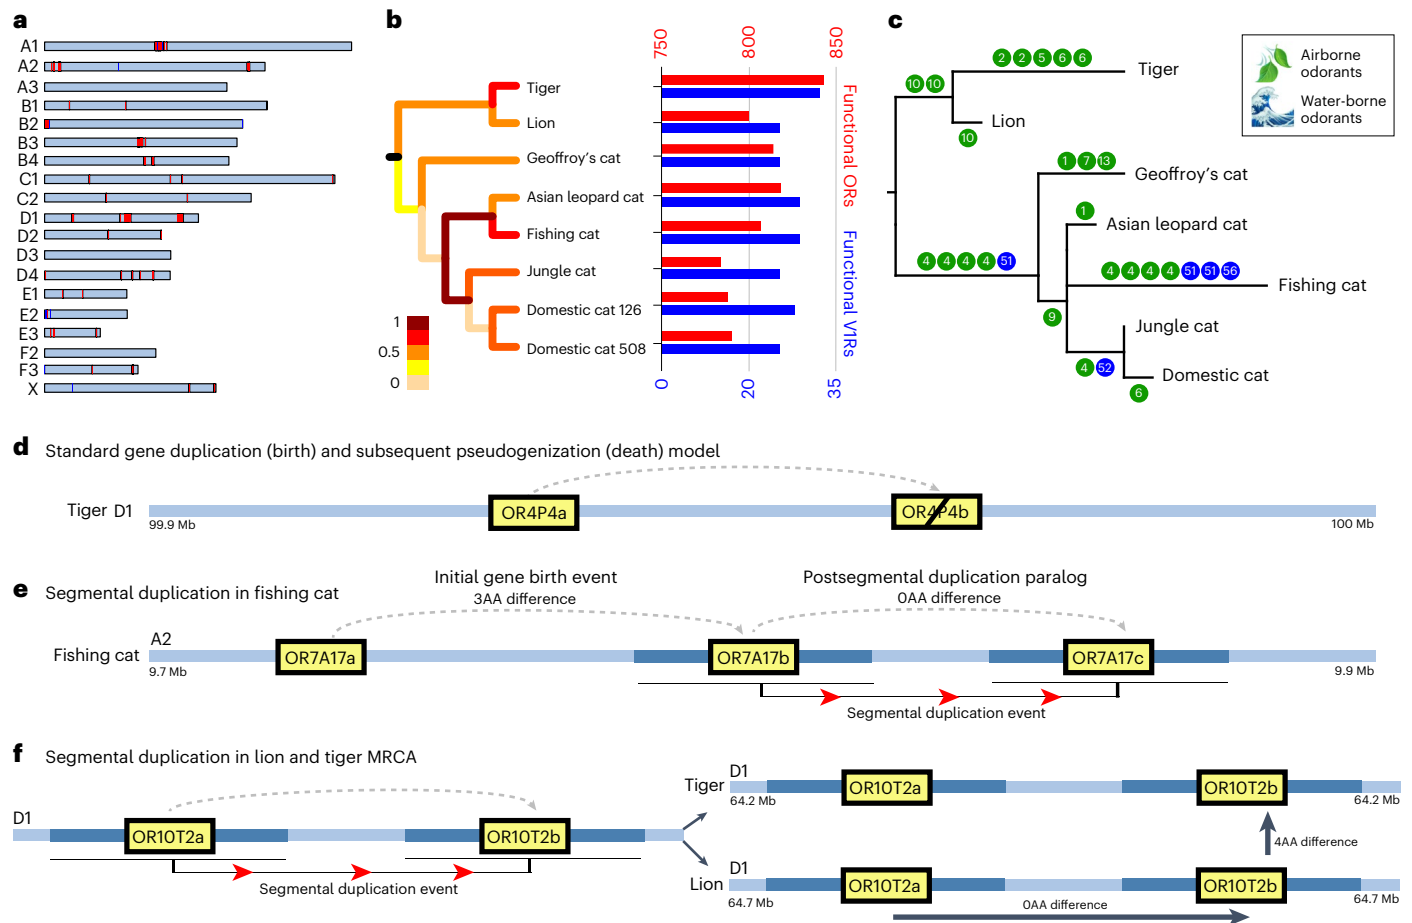 a
A1
A2
A3
B1
B2
B3
B4
C1
C2
D1
D2
D3
D4
E1
E2
E3
F2
F3
X
b
750
800
850
Tiger
Lion
Geoffroy’s cat
Asian leopard cat
Fishing cat
Jungle cat
Domestic cat 126
Domestic cat 508
1
0.5
0
0
20
35
Functional ORs
Functional V1Rs
c
Airborne
odorants
Water-borne
odorants
2 2 5 6 6
Tiger
10 10
Lion
10
1 7 13
Geoffroy’s cat
1
Asian leopard cat
4 4 4 4 51
4 4 4 4 51 51 56
Fishing cat
9
Jungle cat
4 52
Domestic cat
6
d Standard gene duplication (birth) and subsequent pseudogenization (death) model
Tiger D1
OR4P4a
OR4P4b
99.9 Mb
100 Mb
e Segmental duplication in fishing cat
Initial gene birth event
3AA difference
Postsegmental duplication paralog
0AA difference
A2
Fishing cat
OR7A17a
OR7A17b
OR7A17c
9.7 Mb
9.9 Mb
Segmental duplication event
f Segmental duplication in lion and tiger MRCA
D1
OR10T2a
OR10T2b
Segmental duplication event
Tiger
D1
OR10T2a
OR10T2b
64.2 Mb
64.2 Mb
4AA difference
Lion
D1
OR10T2a
OR10T2b
64.7 Mb
64.7 Mb
0AA difference